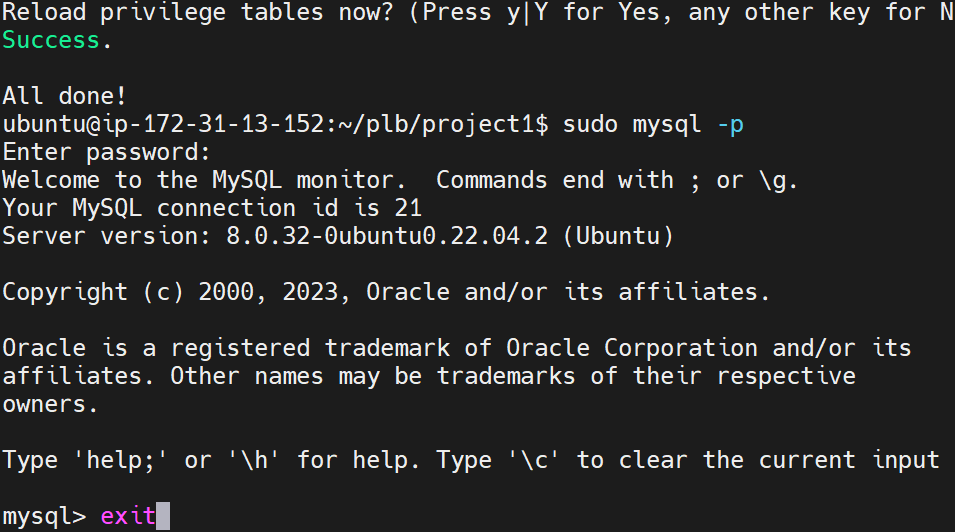 Reload privilege tables now? (Press y|Y for Yes, any other key for N
Success.
All done!
ubuntu@ip-172-31-13-152:~/plb/project1$ sudo mysql -p
Enter password:
Welcome to the MySQL monitor.  Commands end with ; or \g.
Your MySQL connection id is 21
Server version: 8.0.32-0ubuntu0.22.04.2 (Ubuntu)
Copyright (c) 2000, 2023, Oracle and/or its affiliates.
Oracle is a registered trademark of Oracle Corporation and/or its
affiliates. Other names may be trademarks of their respective
owners.
Type 'help;' or '\h' for help. Type '\c' to clear the current input
mysql> exit